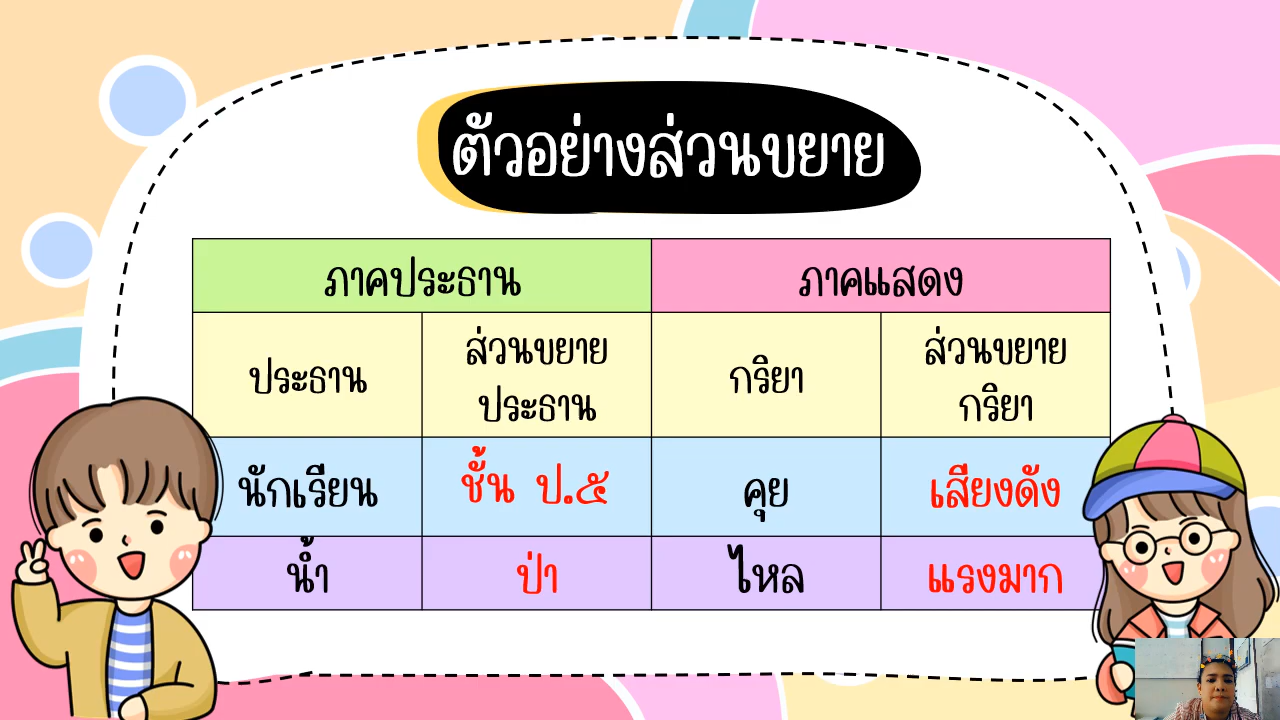 ตัวอย่างส่วนขยาย
ภาคประธาน ภาคแสดง
ประธาน ส่วนขยาย ประธาน กริยา ส่วนขยาย กริยา
นักเรียน ชั้น ป.๕ คุย เสียงดัง
น้ำ ป่า ไหล แรงมาก